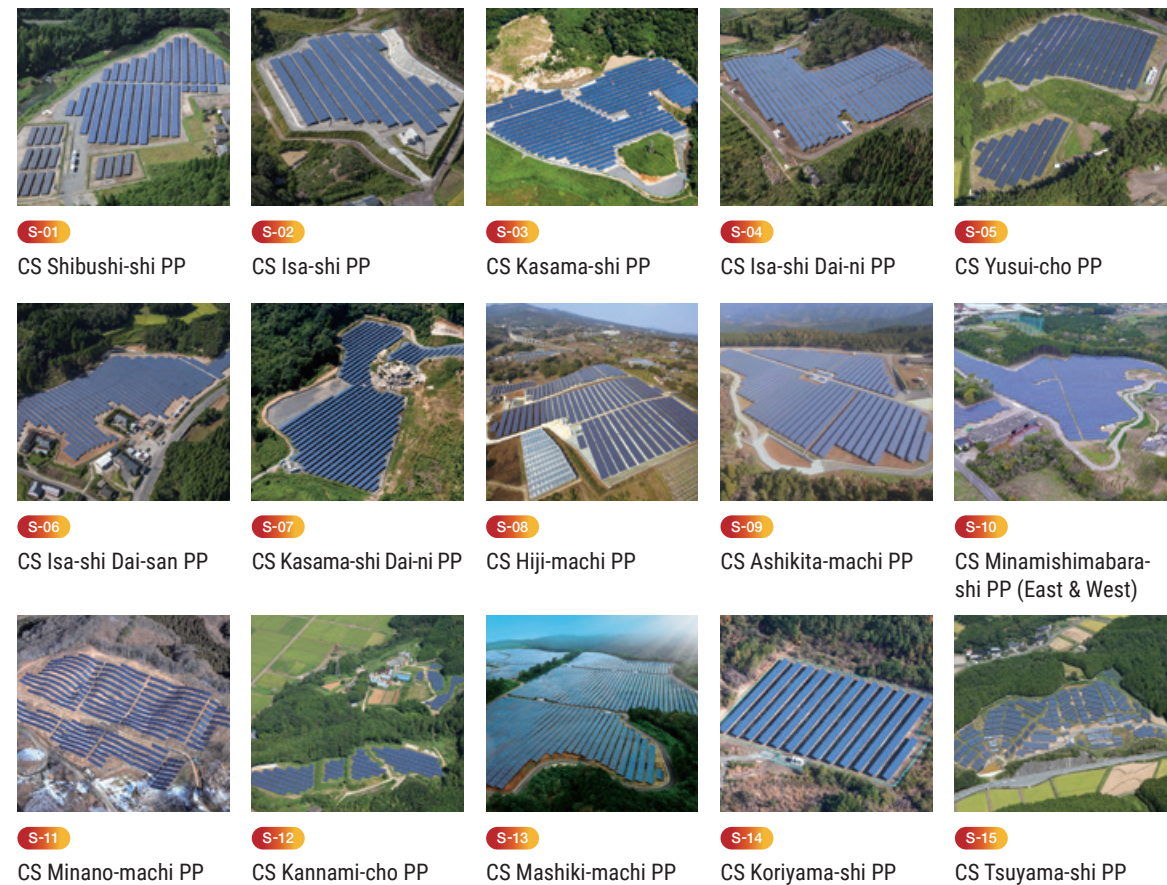 S-01
CS Shibushi-shi PP
S-02
CS Isa-shi PP
S-03
CS Kasama-shi PP
S-04
CS Isa-shi Dai-ni PP
S-05
CS Yusui-cho PP
S-06
CS Isa-shi Dai-san PP
S-07
CS Kasama-shi Dai-ni PP
S-08
CS Hiji-machi PP
S-09
CS Ashikita-machi PP
S-10
CS Minamishimabara-
shi PP (East & West)
S-11
CS Minano-machi PP
S-12
CS Kannami-cho PP
S-13
CS Mashiki-machi PP
S-14
CS Koriyama-shi PP
S-15
CS Tsuyama-shi PP